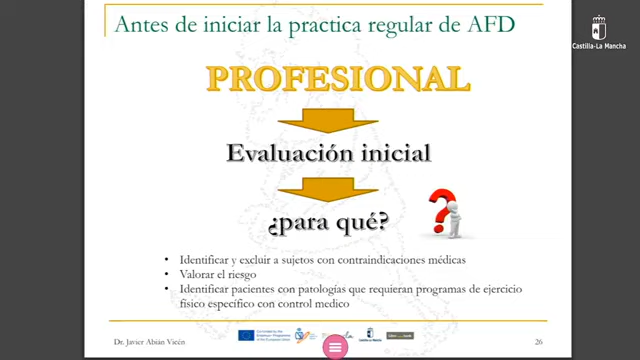 Antes de iniciar la practica regular de AFD
Castilla-La Mancha
PROFESIONAL
Evaluación inicial
¿para qué?
• Identificar y excluir a sujetos con contraindicaciones médicas
• Valorar el riesgo
• Identificar pacientes con patologías que requieran programas de ejercicio
físico específico con control medico
Dr. Javier Abián Vicén
26